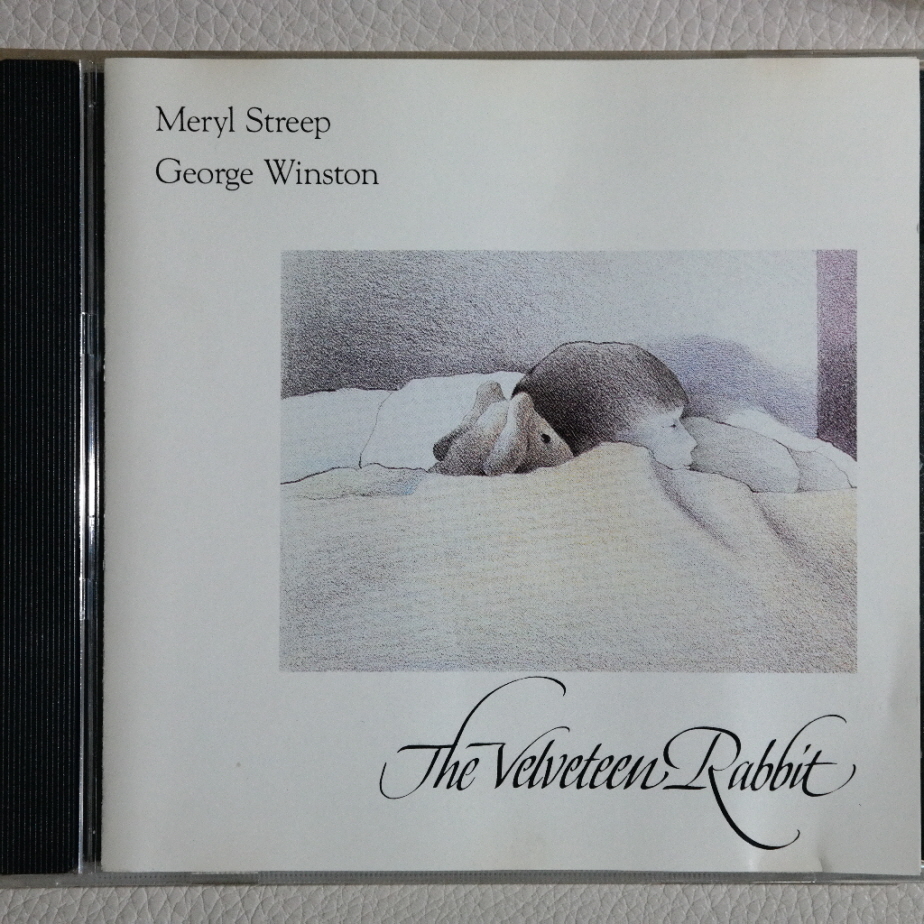 Meryl Streep
George Winston
The Velveteen Rabbit